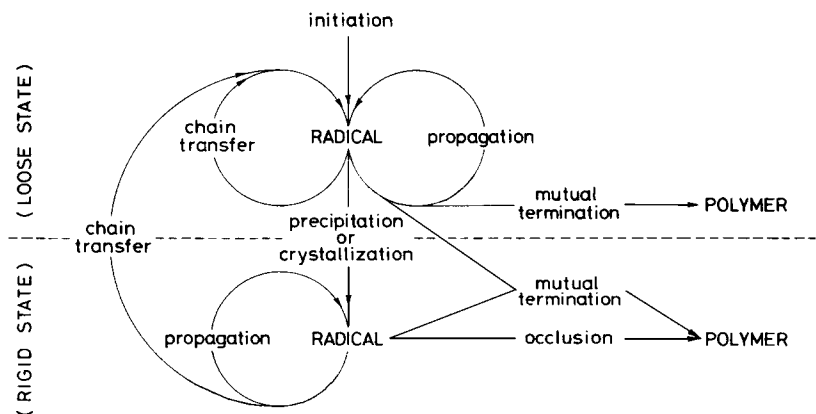 initiation
(LOOSE STATE)
chain
transfer
RADICAL
propagation
mutual
termination
POLYMER
chain
transfer
precipitation
or
crystallization
(RIGID STATE)
propagation
RADICAL
mutual
termination
occlusion
POLYMER